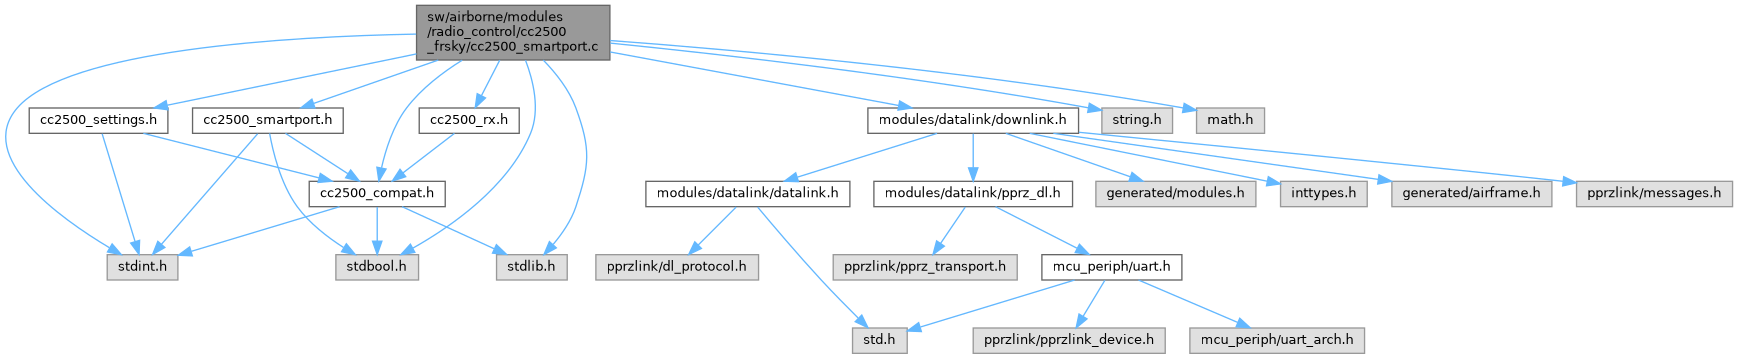 sw/airborne/modules
/radio_control/cc2500
_frsky/cc2500_smartport.c
cc2500_settings.h
cc2500_smartport.h
cc2500_rx.h
modules/datalink/downlink.h
string.h
math.h
cc2500_compat.h
modules/datalink/datalink.h
modules/datalink/pprz_dl.h
generated/modules.h
inttypes.h
generated/airframe.h
pprzlink/messages.h
stdint.h
stdbool.h
stdlib.h
pprzlink/dl_protocol.h
pprzlink/pprz_transport.h
mcu_periph/uart.h
std.h
pprzlink/pprzlink_device.h
mcu_periph/uart_arch.h